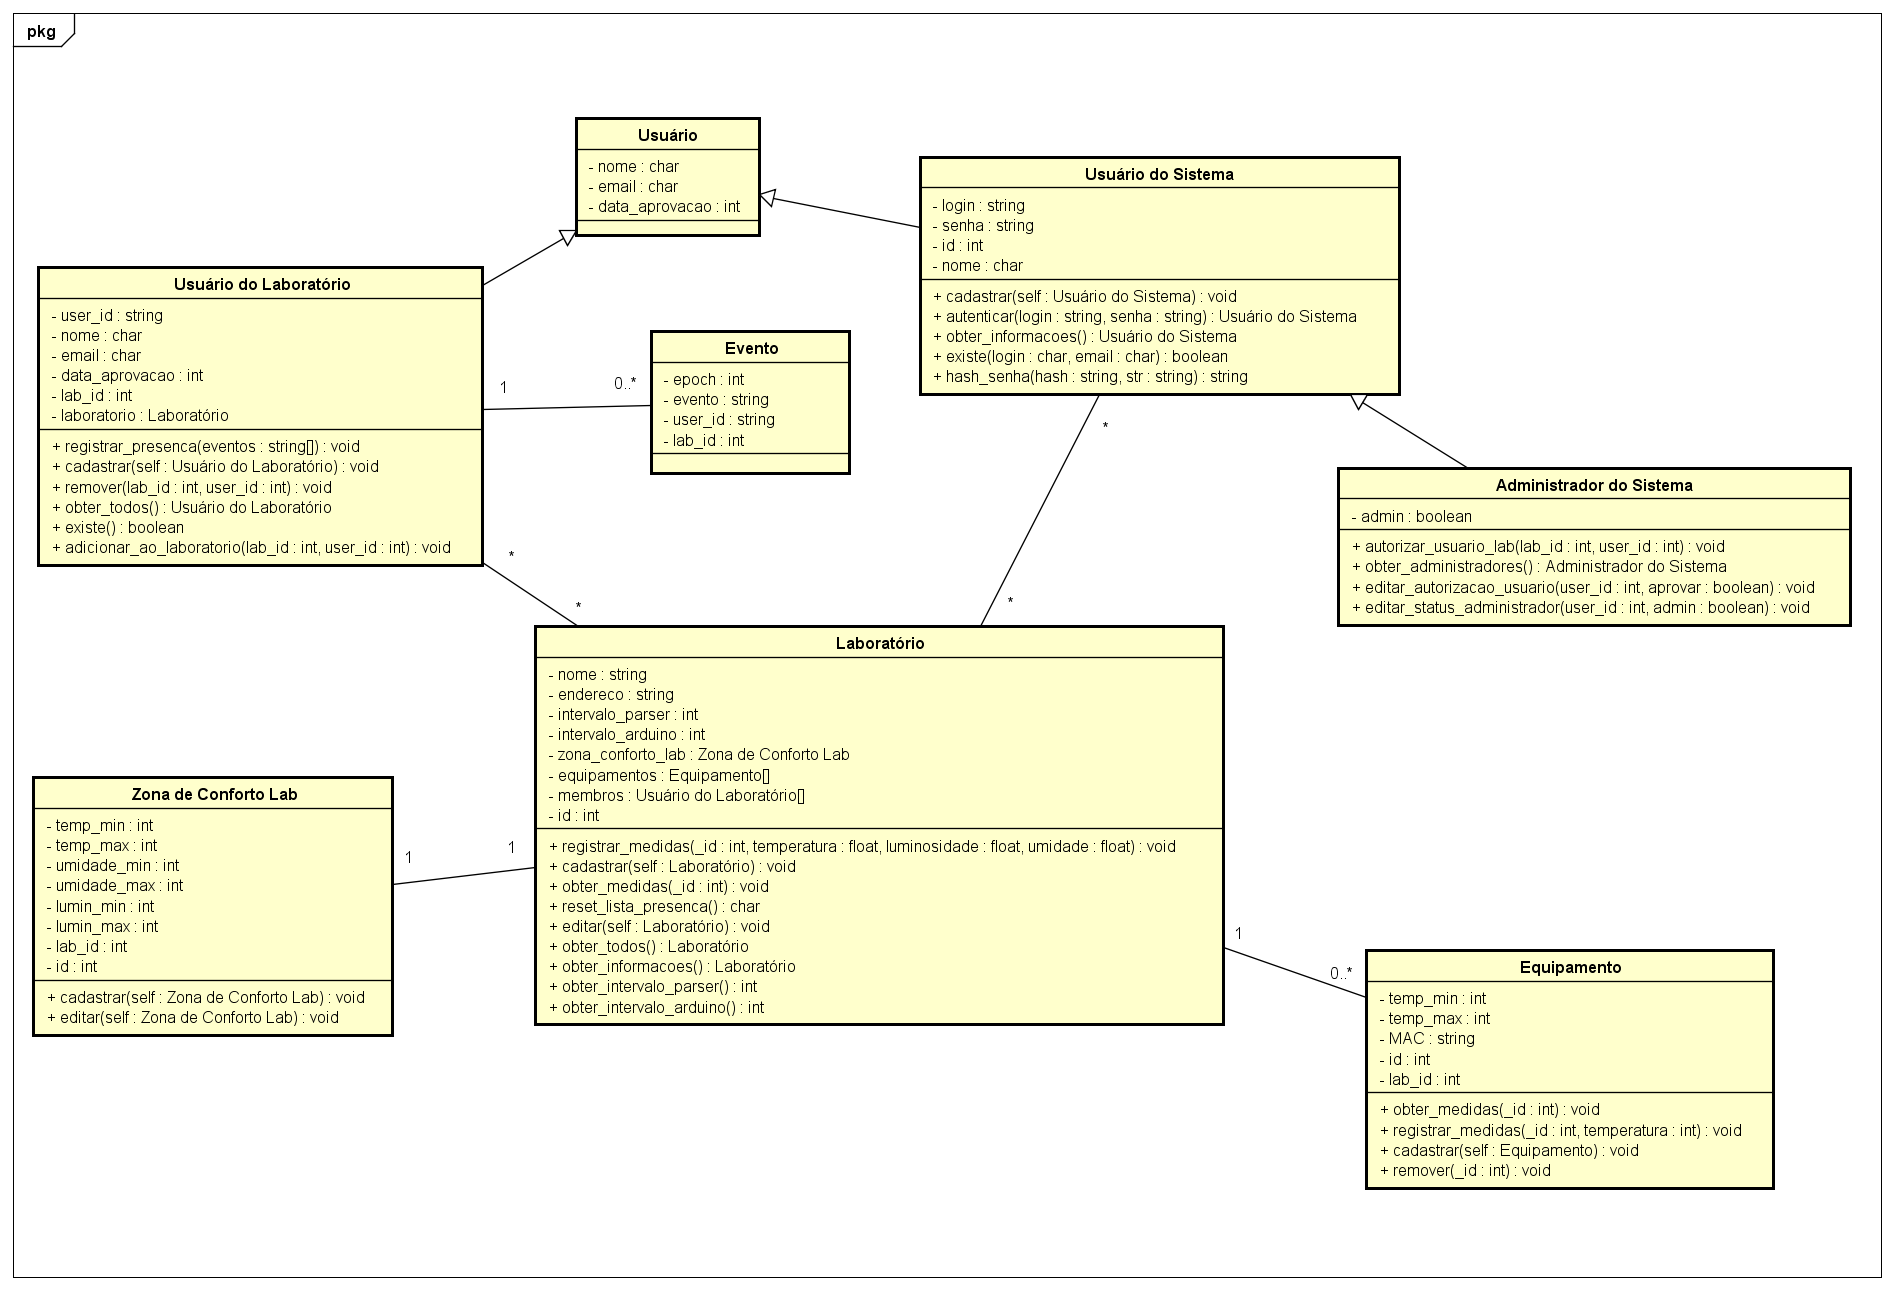 pkg
Usuário
- nome : char
- email : char
- data_aprovacao : int
Usuário do Sistema
- login : string
- senha : string
- id : int
- nome : char
+ cadastrar(self : Usuário do Sistema) : void
+ autenticar(login : string, senha : string) : Usuário do Sistema
+ obter_informacoes() : Usuário do Sistema
+ existe(login : char, email : char) : boolean
+ hash_senha(hash : string, str : string) : string
Usuário do Laboratório
- user_id : string
- nome : char
- email : char
- data_aprovacao : int
- lab_id : int
- laboratorio : Laboratório
+ registrar_presenca(eventos : string[]) : void
+ cadastrar(self : Usuário do Laboratório) : void
+ remover(lab_id : int, user_id : int) : void
+ obter_todos() : Usuário do Laboratório
+ existe() : boolean
+ adicionar_ao_laboratorio(lab_id : int, user_id : int) : void
1
0..*
Evento
- epoch : int
- evento : string
- user_id : string
- lab_id : int
*
*
*
*
Administrador do Sistema
- admin : boolean
+ autorizar_usuario_lab(lab_id : int, user_id : int) : void
+ obter_administradores() : Administrador do Sistema
+ editar_autorizacao_usuario(user_id : int, aprovar : boolean) : void
+ editar_status_administrador(user_id : int, admin : boolean) : void
Laboratório
- nome : string
- endereco : string
- intervalo_parser : int
- intervalo_arduino : int
- zona_conforto_lab : Zona de Conforto Lab
- equipamentos : Equipamento[]
- membros : Usuário do Laboratório[]
- id : int
+ registrar_medidas(_id : int, temperatura : float, luminosidade : float, umidade : float) : void
+ cadastrar(self : Laboratório) : void
+ obter_medidas(_id : int) : void
+ reset_lista_presenca() : char
+ editar(self : Laboratório) : void
+ obter_todos() : Laboratório
+ obter_informacoes() : Laboratório
+ obter_intervalo_parser() : int
+ obter_intervalo_arduino() : int
Zona de Conforto Lab
- temp_min : int
- temp_max : int
- umidade_min : int
- umidade_max : int
- lumin_min : int
- lumin_max : int
- lab_id : int
- id : int
+ cadastrar(self : Zona de Conforto Lab) : void
+ editar(self : Zona de Conforto Lab) : void
1
1
1
0..*
Equipamento
- temp_min : int
- temp_max : int
- MAC : string
- id : int
- lab_id : int
+ obter_medidas(_id : int) : void
+ registrar_medidas(_id : int, temperatura : int) : void
+ cadastrar(self : Equipamento) : void
+ remover(_id : int) : void